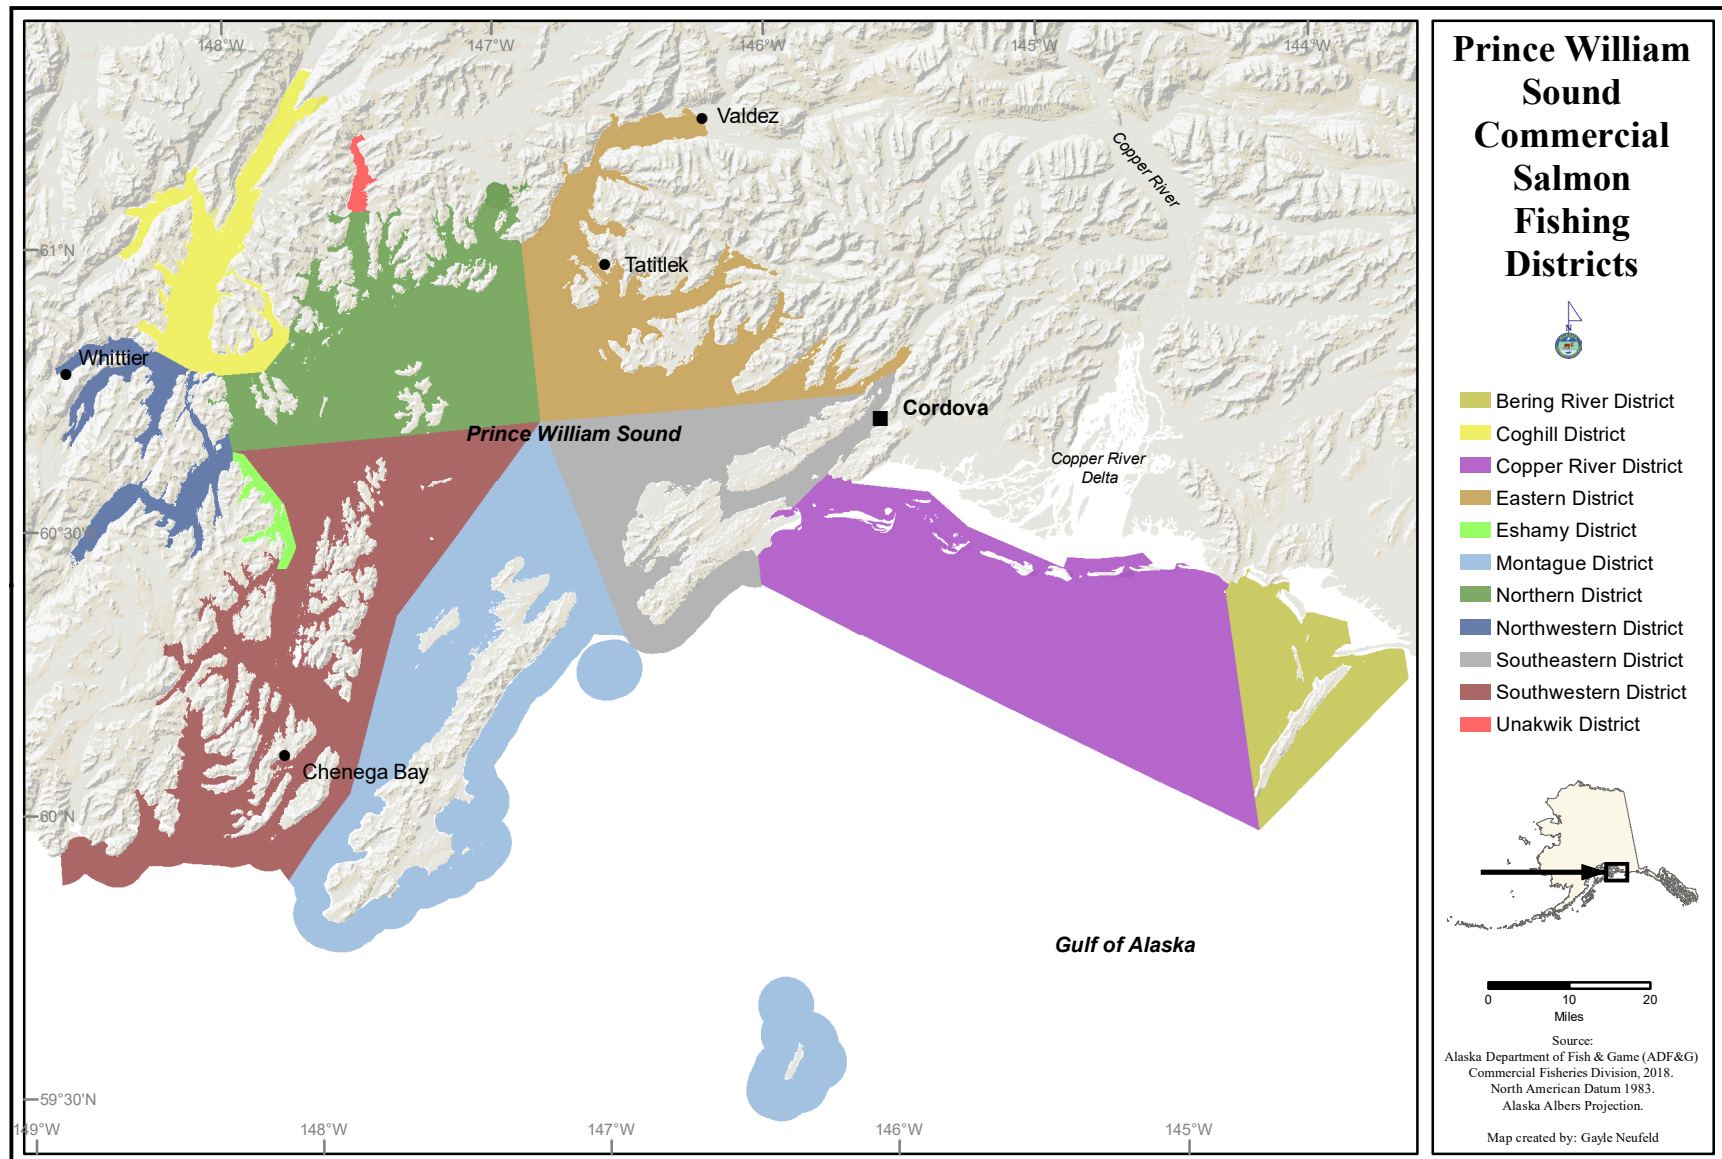 148°W
147°W
146°W
145°W
144°W
Valdez
Copper River
61°N
Tatitlek
Whittier
Cordova
Prince William Sound
Copper River
Delta
60°30'N
Chenega Bay
60°N
Gulf of Alaska
59°30'N
149°W
148°W
147°W
146°W
145°W
Prince William
Sound
Commercial
Salmon
Fishing
Districts
N
Bering River District
Coghill District
Copper River District
Eastern District
Eshamy District
Montague District
Northern District
Northwestern District
Southeastern District
Southwestern District
Unakwik District
0 10 20
Miles
Source:
Alaska Department of Fish & Game (ADF&G)
Commercial Fisheries Division, 2018.
North American Datum 1983.
Alaska Albers Projection.
Map created by: Gayle Neufeld